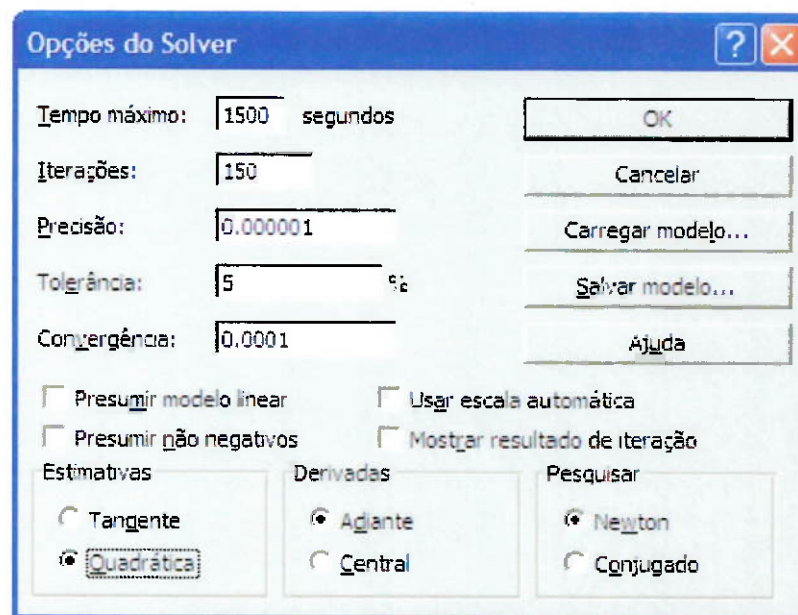 Opções do Solver
Tempo máximo: 1500 segundos OK
Iterações: 150 Cancelar
Precisão: 0.000001 Carregar modelo...
Tolerância: 5 % Salvar modelo...
Convergência: 0.0001 Ajuda
Presumir modelo linear Usar escala automática
Presumir não negativos Mostrar resultado de iteração
Estimativas Derivadas Pesquisar
Tangente Adiante Newton
Quadrática Central Conjugado